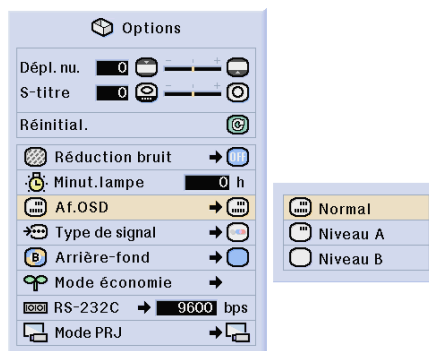 Options
Dépl. nu. 0
S-titre 0
Réinitial.
Réduction bruit OFF
Minut.lampe 0 h
Af.OSD
Type de signal
B Arrière-fond
Mode économie
RS-232C 9600 bps
Mode PRJ
Normal
Niveau A
Niveau B